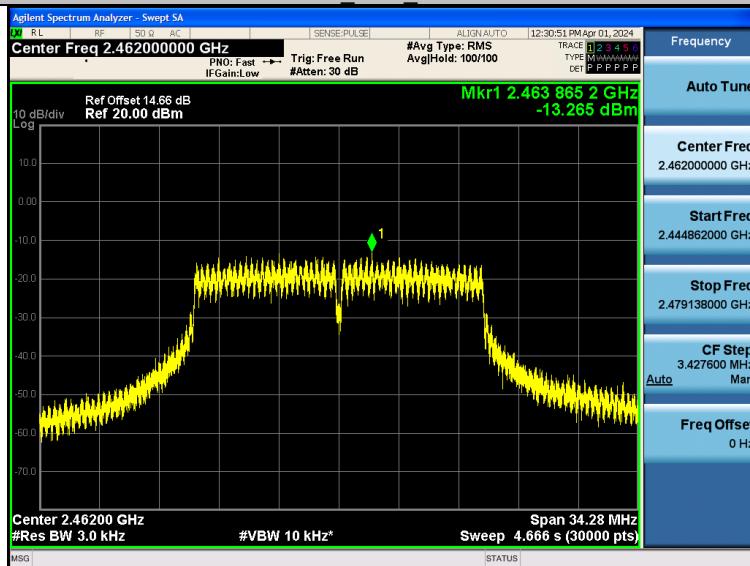 Agilent Spectrum Analyzer - Swept SA
LXI RL RF 50 Ω AC SENSE:PULSE ALIGN AUTO 12:30:51 PM Apr 01, 2024
Center Freq 2.462000000 GHz
PNO: Fast
IFGain:Low
Trig: Free Run
#Atten: 30 dB
#Avg Type: RMS
Avg|Hold: 100/100
TRACE 1 2 3 4 5 6
TYPE M
DET P P P P P P
Frequency
Mkr1 2.463 865 2 GHz
-13.265 dBm
Ref Offset 14.66 dB
Ref 20.00 dBm
10 dB/div
Log
10.0
0.00
-10.0
-20.0
-30.0
-40.0
-50.0
-60.0
-70.0
1
Center 2.46200 GHz
Span 34.28 MHz
#Res BW 3.0 kHz
#VBW 10 kHz*
Sweep 4.666 s (30000 pts)
Auto Tune
Center Freq
2.462000000 GHz
Start Freq
2.444862000 GHz
Stop Freq
2.479138000 GHz
CF Step
3.427600 MHz
Auto Man
Freq Offset
0 Hz
MSG
STATUS